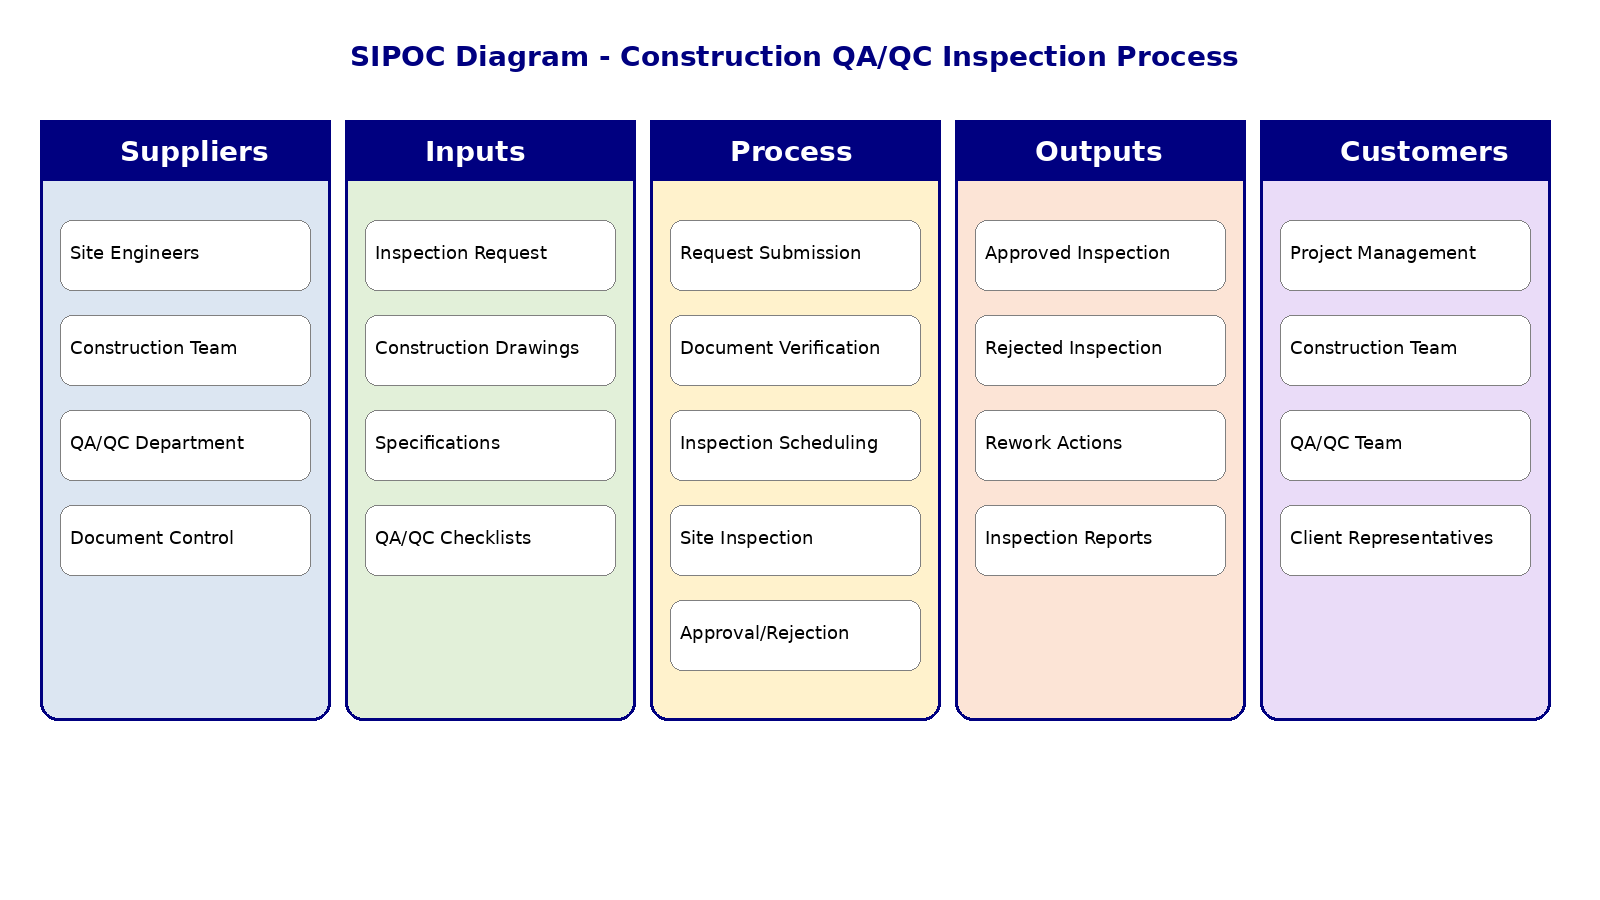 SIPOC Diagram - Construction QA/QC Inspection Process
Suppliers
Site Engineers
Construction Team
QA/QC Department
Document Control
Inputs
Inspection Request
Construction Drawings
Specifications
QA/QC Checklists
Process
Request Submission
Document Verification
Inspection Scheduling
Site Inspection
Approval/Rejection
Outputs
Approved Inspection
Rejected Inspection
Rework Actions
Inspection Reports
Customers
Project Management
Construction Team
QA/QC Team
Client Representatives